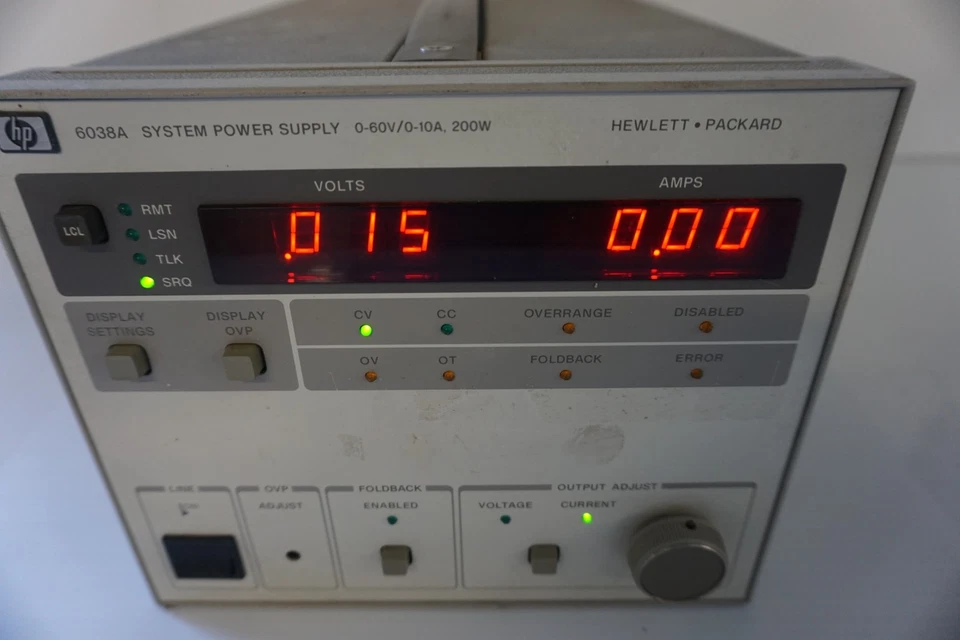 hp
6038A SYSTEM POWER SUPPLY 0-60V/0-10A, 200W HEWLETT • PACKARD
VOLTS AMPS
LCL
RMT
LSN
TLK
SRQ
.015 0.00
DISPLAY SETTINGS
DISPLAY OVP
CV CC OVERRANGE DISABLED
OV OT FOLDBACK ERROR
LINE OVP FOLDBACK OUTPUT ADJUST
ADJUST ENABLED VOLTAGE CURRENT